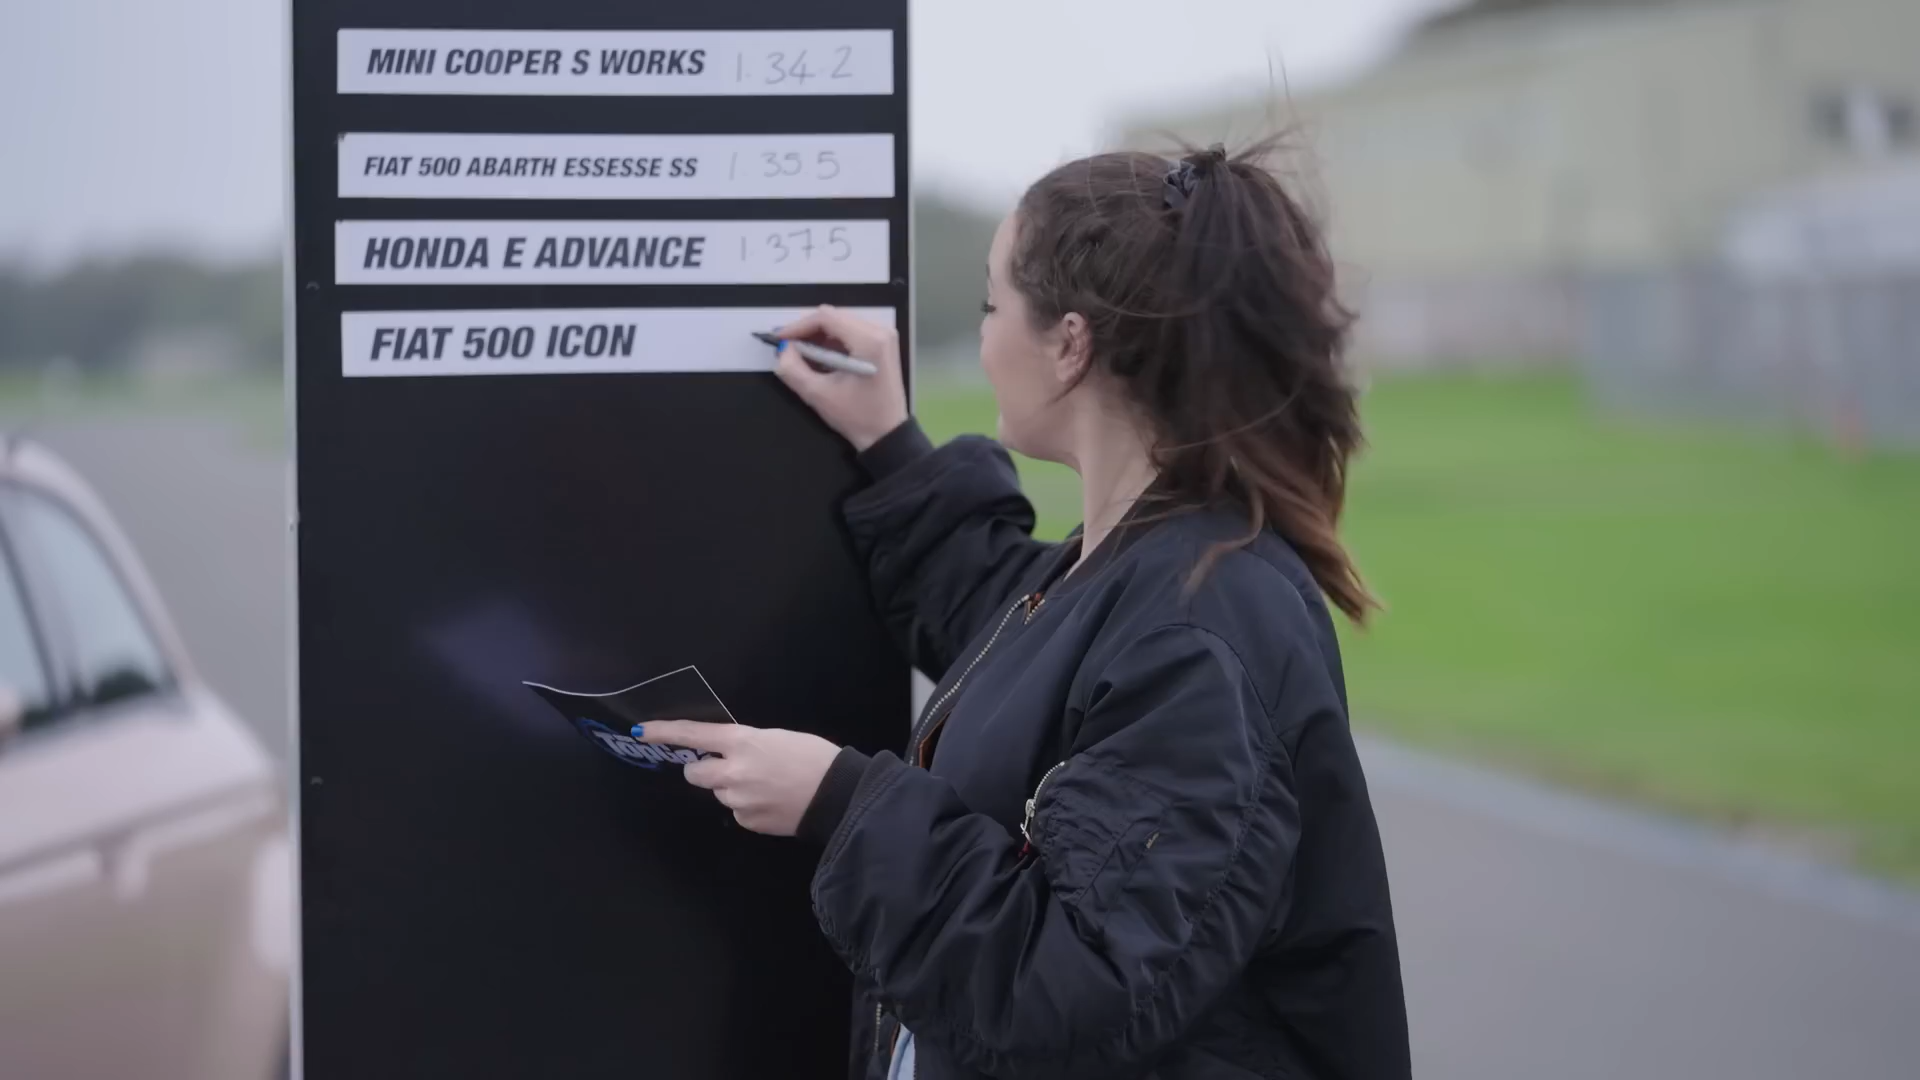 MINI COOPER S WORKS 1.34.2
FIAT 500 ABARTH ESSESSE SS 1.35 5
HONDA E ADVANCE 1.37.5
FIAT 500 ICON
TopGear